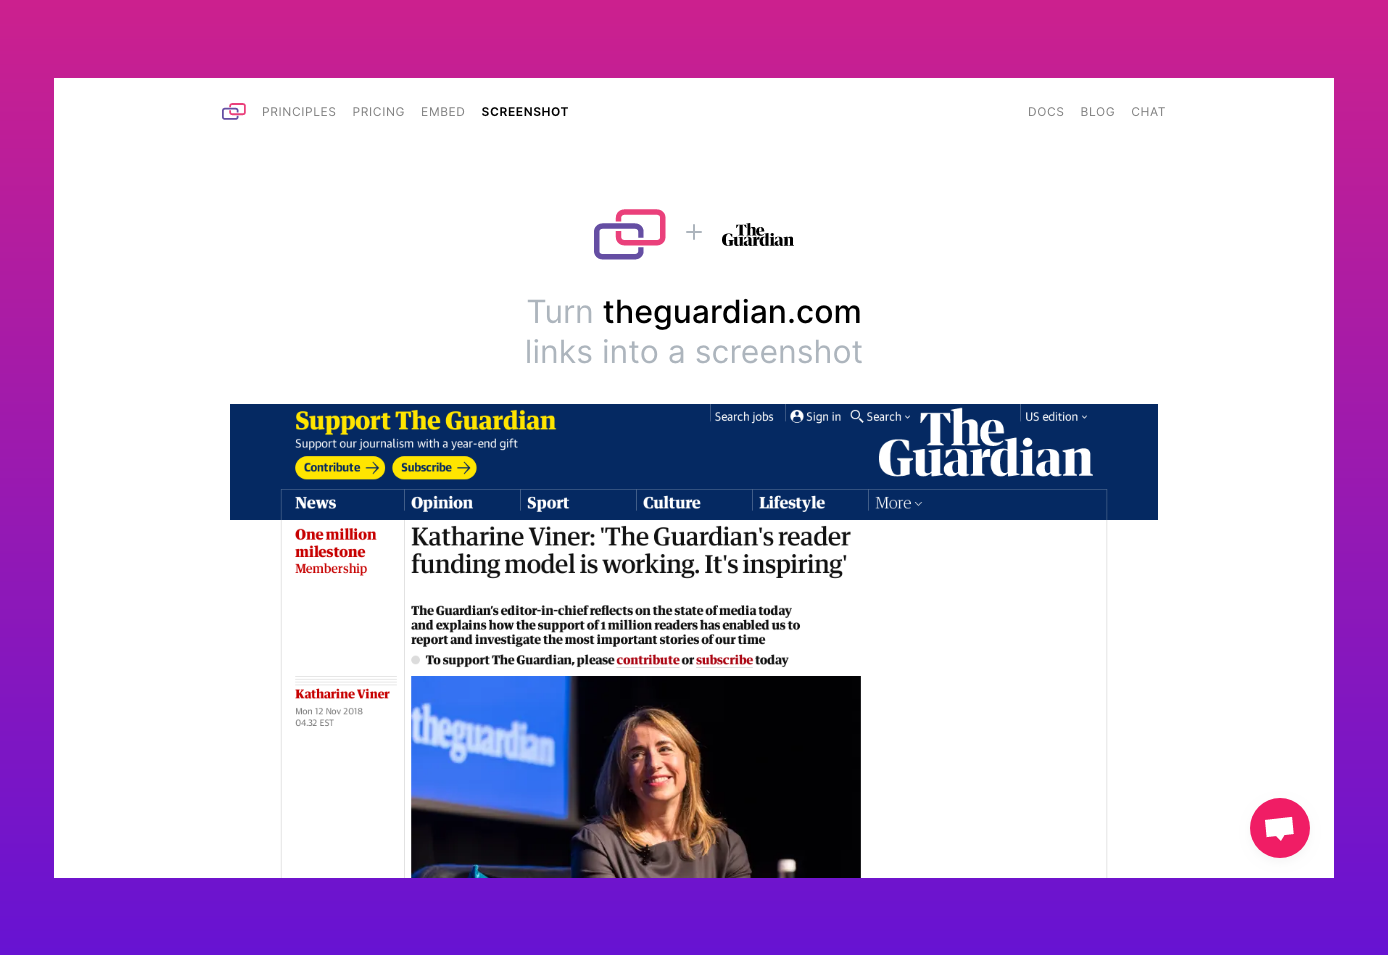 PRINCIPLES PRICING EMBED SCREENSHOT DOCS BLOG CHAT
The
Guardian
Turn theguardian.com
links into a screenshot
Support The Guardian
Support our journalism with a year-end gift
Contribute Subscribe
Search jobs Sign in Search US edition
The
Guardian
News Opinion Sport Culture Lifestyle More
One million
milestone
Membership
Katharine Viner: 'The Guardian's reader
funding model is working. It's inspiring'
The Guardian’s editor-in-chief reflects on the state of media today
and explains how the support of 1 million readers has enabled us to
report and investigate the most important stories of our time
To support The Guardian, please contribute or subscribe today
Katharine Viner
Mon 12 Nov 2018
04.32 EST
theguardian